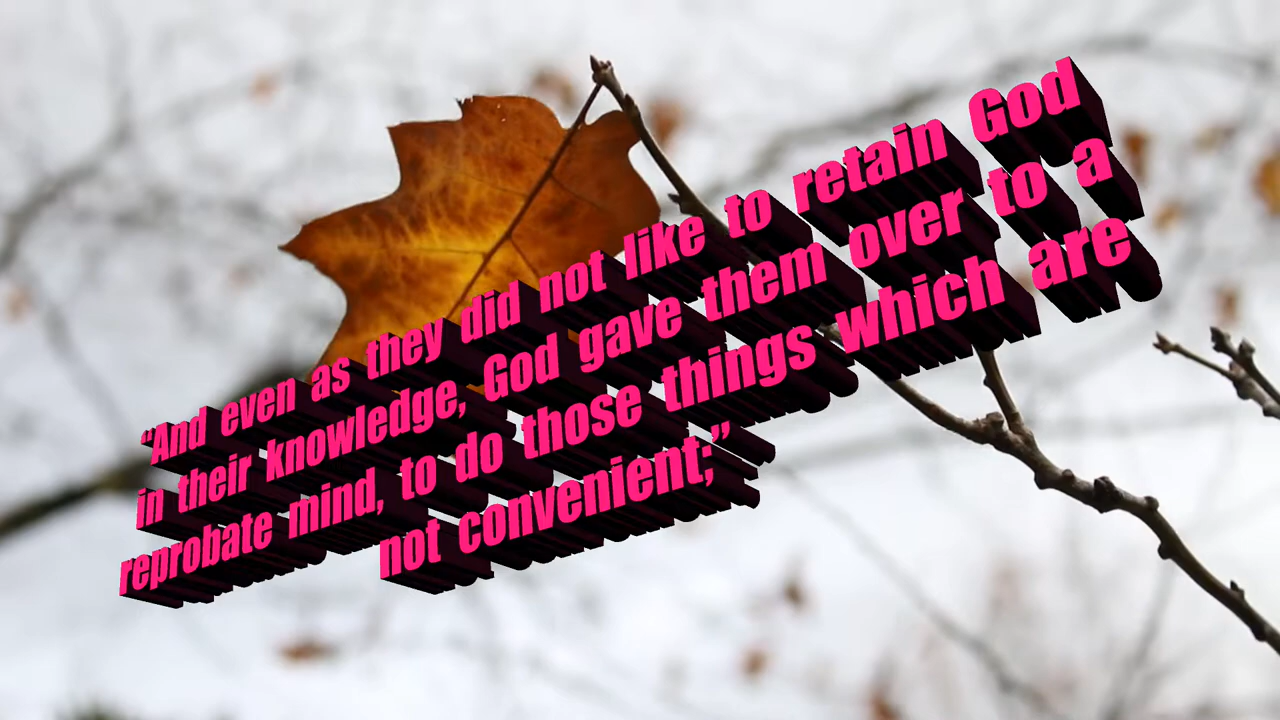 “And even as they did not like to retain God
in their knowledge, God gave them over to a
reprobate mind, to do those things which are
not convenient;”